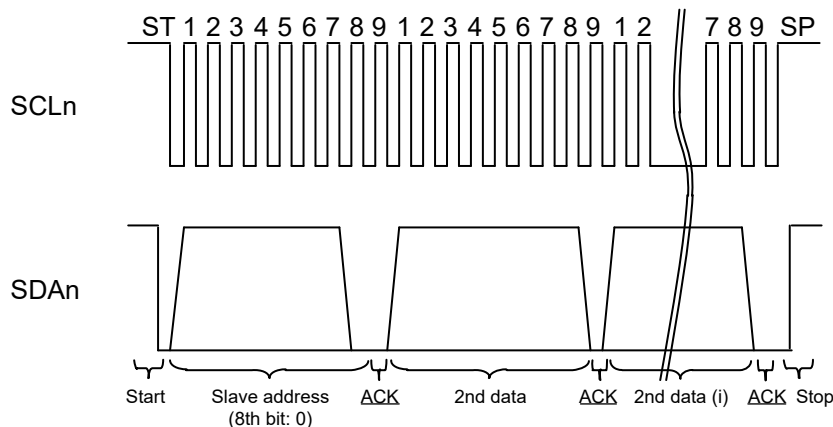 ST 1 2 3 4 5 6 7 8 9 1 2 3 4 5 6 7 8 9 1 2 7 8 9 SP
SCLn
SDAn
Start Slave address ACK 2nd data ACK 2nd data (i) ACK Stop
(8th bit: 0)